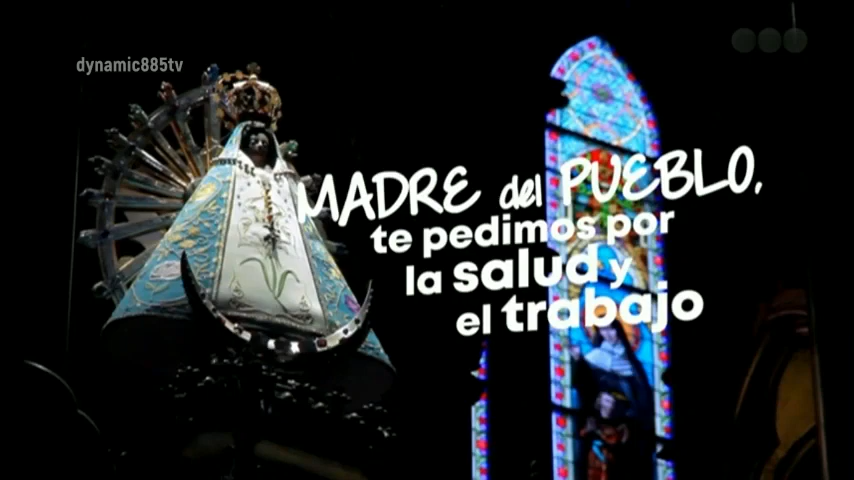 dynamic885tv
MADRE del PUEBLO,
te pedimos por
la salud y
el trabajo